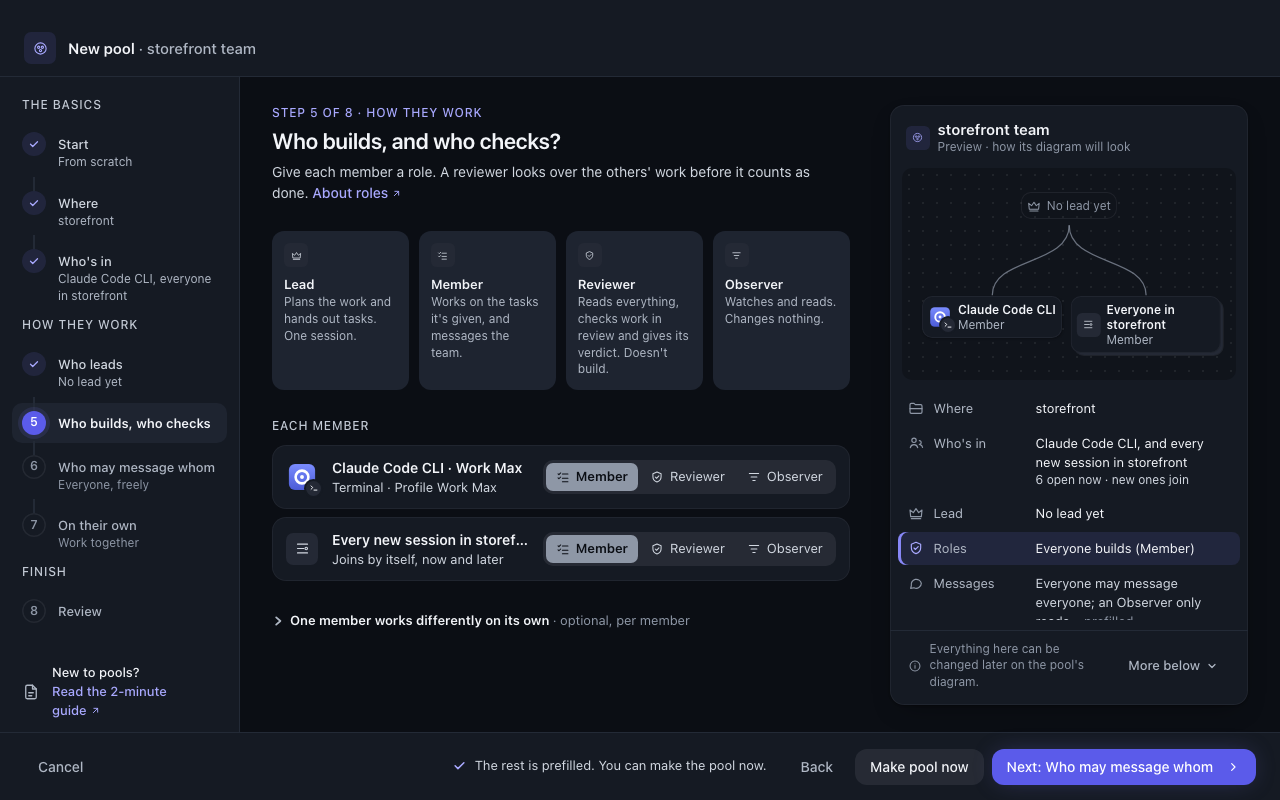 New pool · storefront team
THE BASICS
Start
From scratch
Where
storefront
Who's in
Claude Code CLI, everyone
in storefront
HOW THEY WORK
Who leads
No lead yet
5
Who builds, who checks
6
Who may message whom
Everyone, freely
7
On their own
Work together
FINISH
8
Review
New to pools?
Read the 2-minute
guide ↗
STEP 5 OF 8 · HOW THEY WORK
Who builds, and who checks?
Give each member a role. A reviewer looks over the others' work before it counts as
done. About roles ↗
Lead
Plans the work and
hands out tasks.
One session.
Member
Works on the tasks
it's given, and
messages the
team.
Reviewer
Reads everything,
checks work in
review and gives its
verdict. Doesn't
build.
Observer
Watches and reads.
Changes nothing.
EACH MEMBER
Claude Code CLI · Work Max
Terminal · Profile Work Max
Member
Reviewer
Observer
Every new session in storef...
Joins by itself, now and later
Member
Reviewer
Observer
One member works differently on its own · optional, per member
storefront team
Preview · how its diagram will look
No lead yet
Claude Code CLI
Member
Everyone in
storefront
Member
Where
storefront
Who's in
Claude Code CLI, and every
new session in storefront
6 open now · new ones join
Lead
No lead yet
Roles
Everyone builds (Member)
Messages
Everyone may message
everyone; an Observer only
reads · prefilled
Everything here can be
changed later on the pool's
diagram.
More below
Cancel
The rest is prefilled. You can make the pool now.
Back
Make pool now
Next: Who may message whom